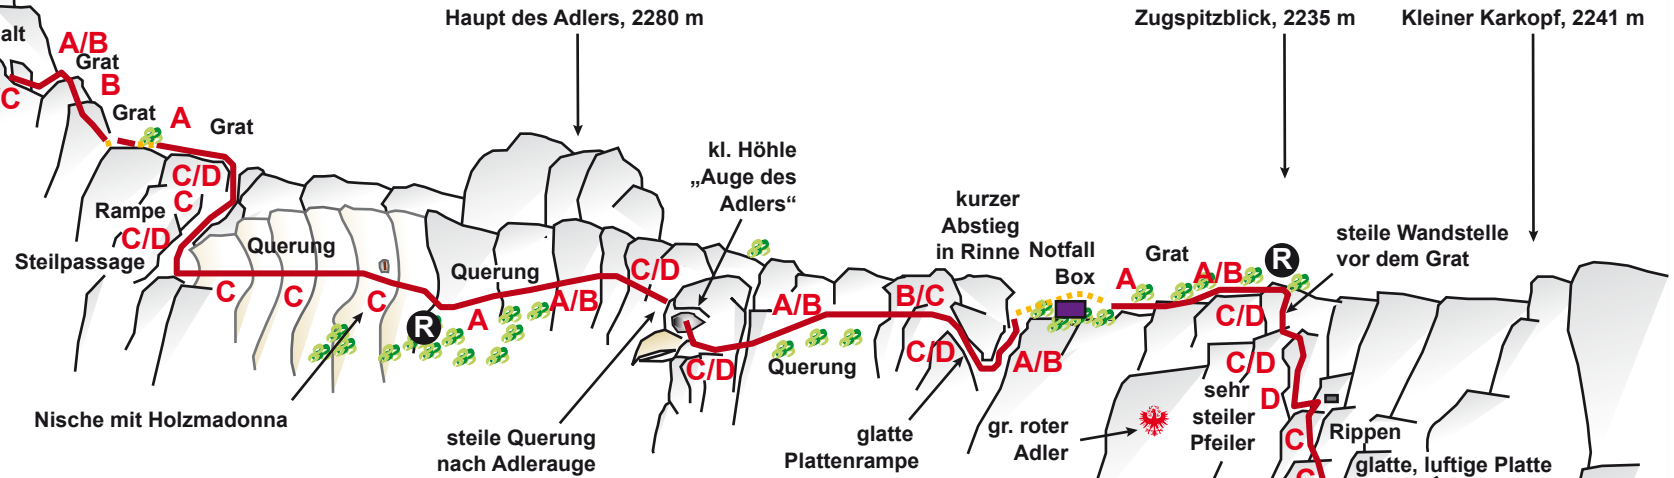 Haupt des Adlers, 2280 m
Zugspitzblick, 2235 m
Kleiner Karkopf, 2241 m
alt
A/B
Grat
B
C
Grat
A
Grat
C/D
C
Rampe
C/D
Steilpassage
Querung
C
C
C
Nische mit Holzmadonna
R
Querung
A
A/B
C/D
steile Querung
nach Adlerauge
kl. Höhle
„Auge des
Adlers“
C/D
A/B
Querung
B/C
C/D
glatte
Plattenrampe
kurzer
Abstieg
in Rinne
A/B
Notfall
Box
A
Grat
A/B
R
steile Wandstelle
vor dem Grat
C/D
C/D
D
sehr
steiler
Pfeiler
gr. roter
Adler
C
Rippen
glatte, luftige Platte
C